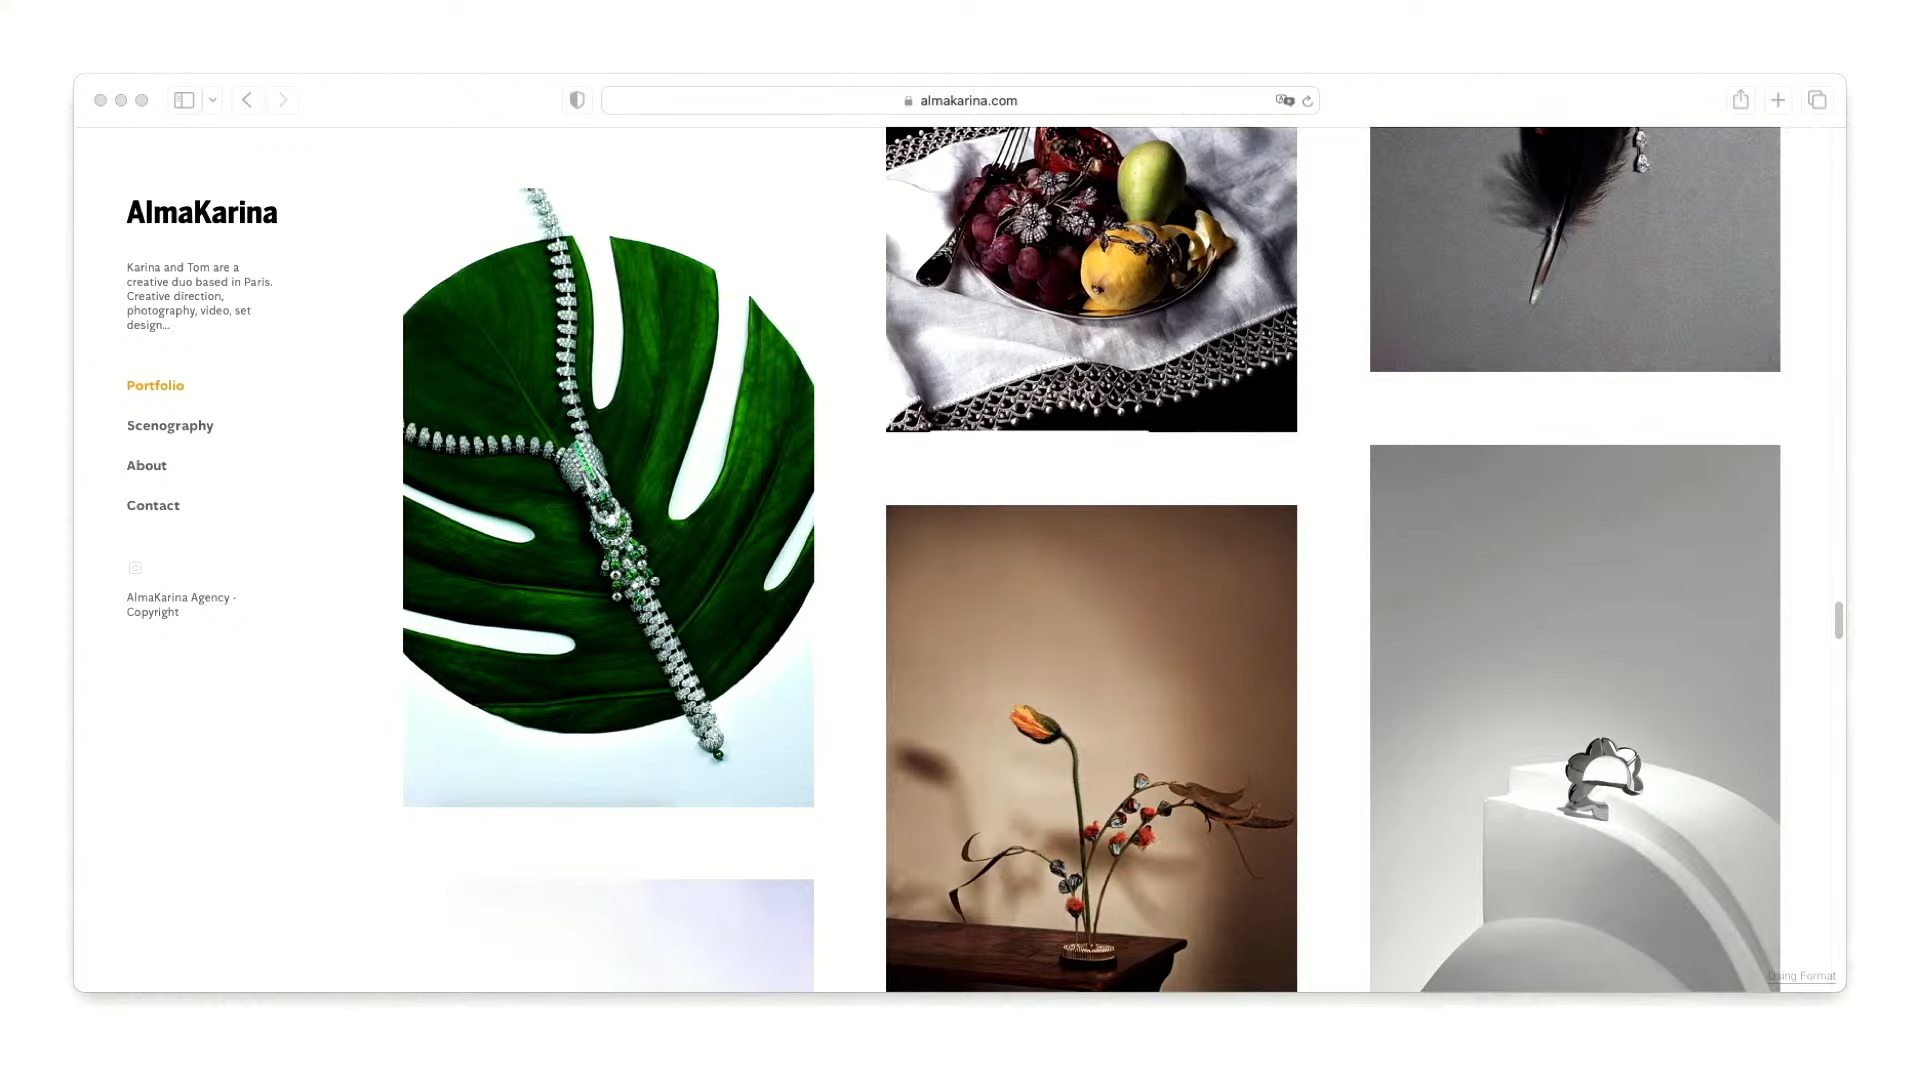 almakarina.com
AlmaKarina
Karina and Tom are a
creative duo based in Paris.
Creative direction,
photography, video, set
design...
Portfolio
Scenography
About
Contact
AlmaKarina Agency -
Copyright
Using Format